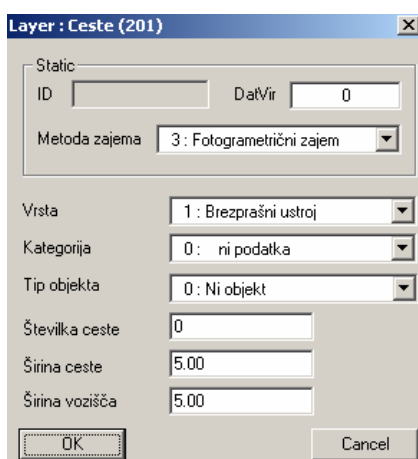 Layer : Ceste (201)
Static
ID DatVir 0
Metoda zajema 3 : Fotogrametrični zajem
Vrsta 1 : Brezprašni ustroj
Kategorija 0 : ni podatka
Tip objekta 0 : Ni objekt
Številka ceste 0
Širina ceste 5.00
Širina vozišča 5.00
OK Cancel